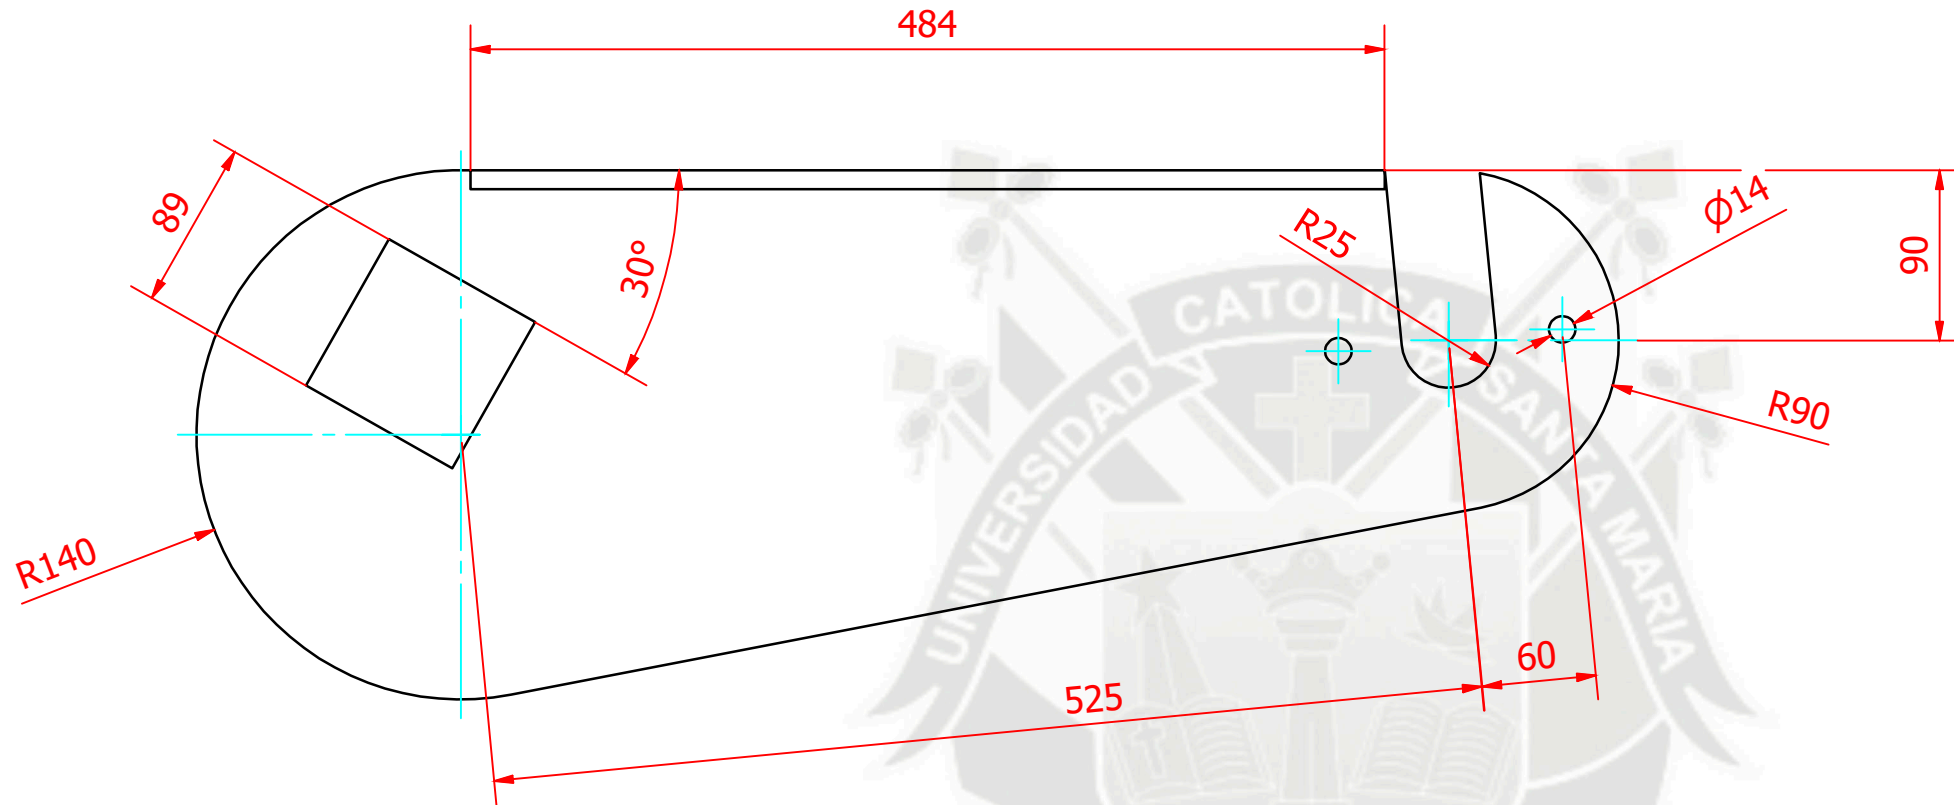 484
89
30°
R25
Ø14
90
R90
R140
525
60
UNIVERSIDAD CATOLICA SANTA MARIA